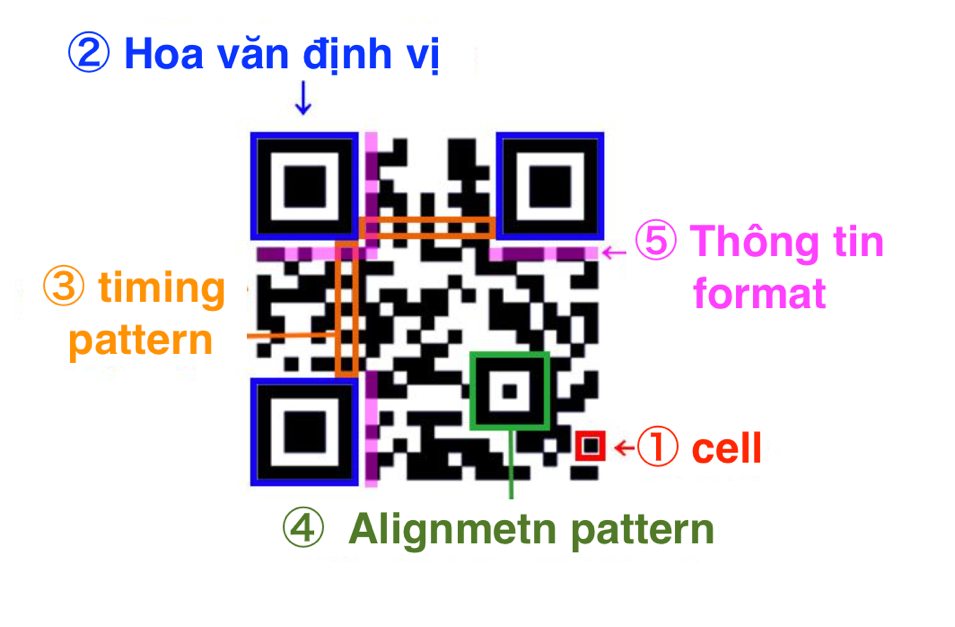 ② Hoa văn định vị
⑤ Thông tin
format
③ timing
pattern
① cell
④ Alignmetn pattern